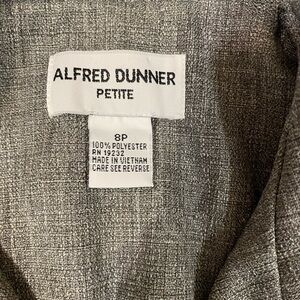 ALFRED DUNNER
PETITE
8P
100% POLYESTER
RN 19232
MADE IN VIETNAM
CARE SEE REVERSE